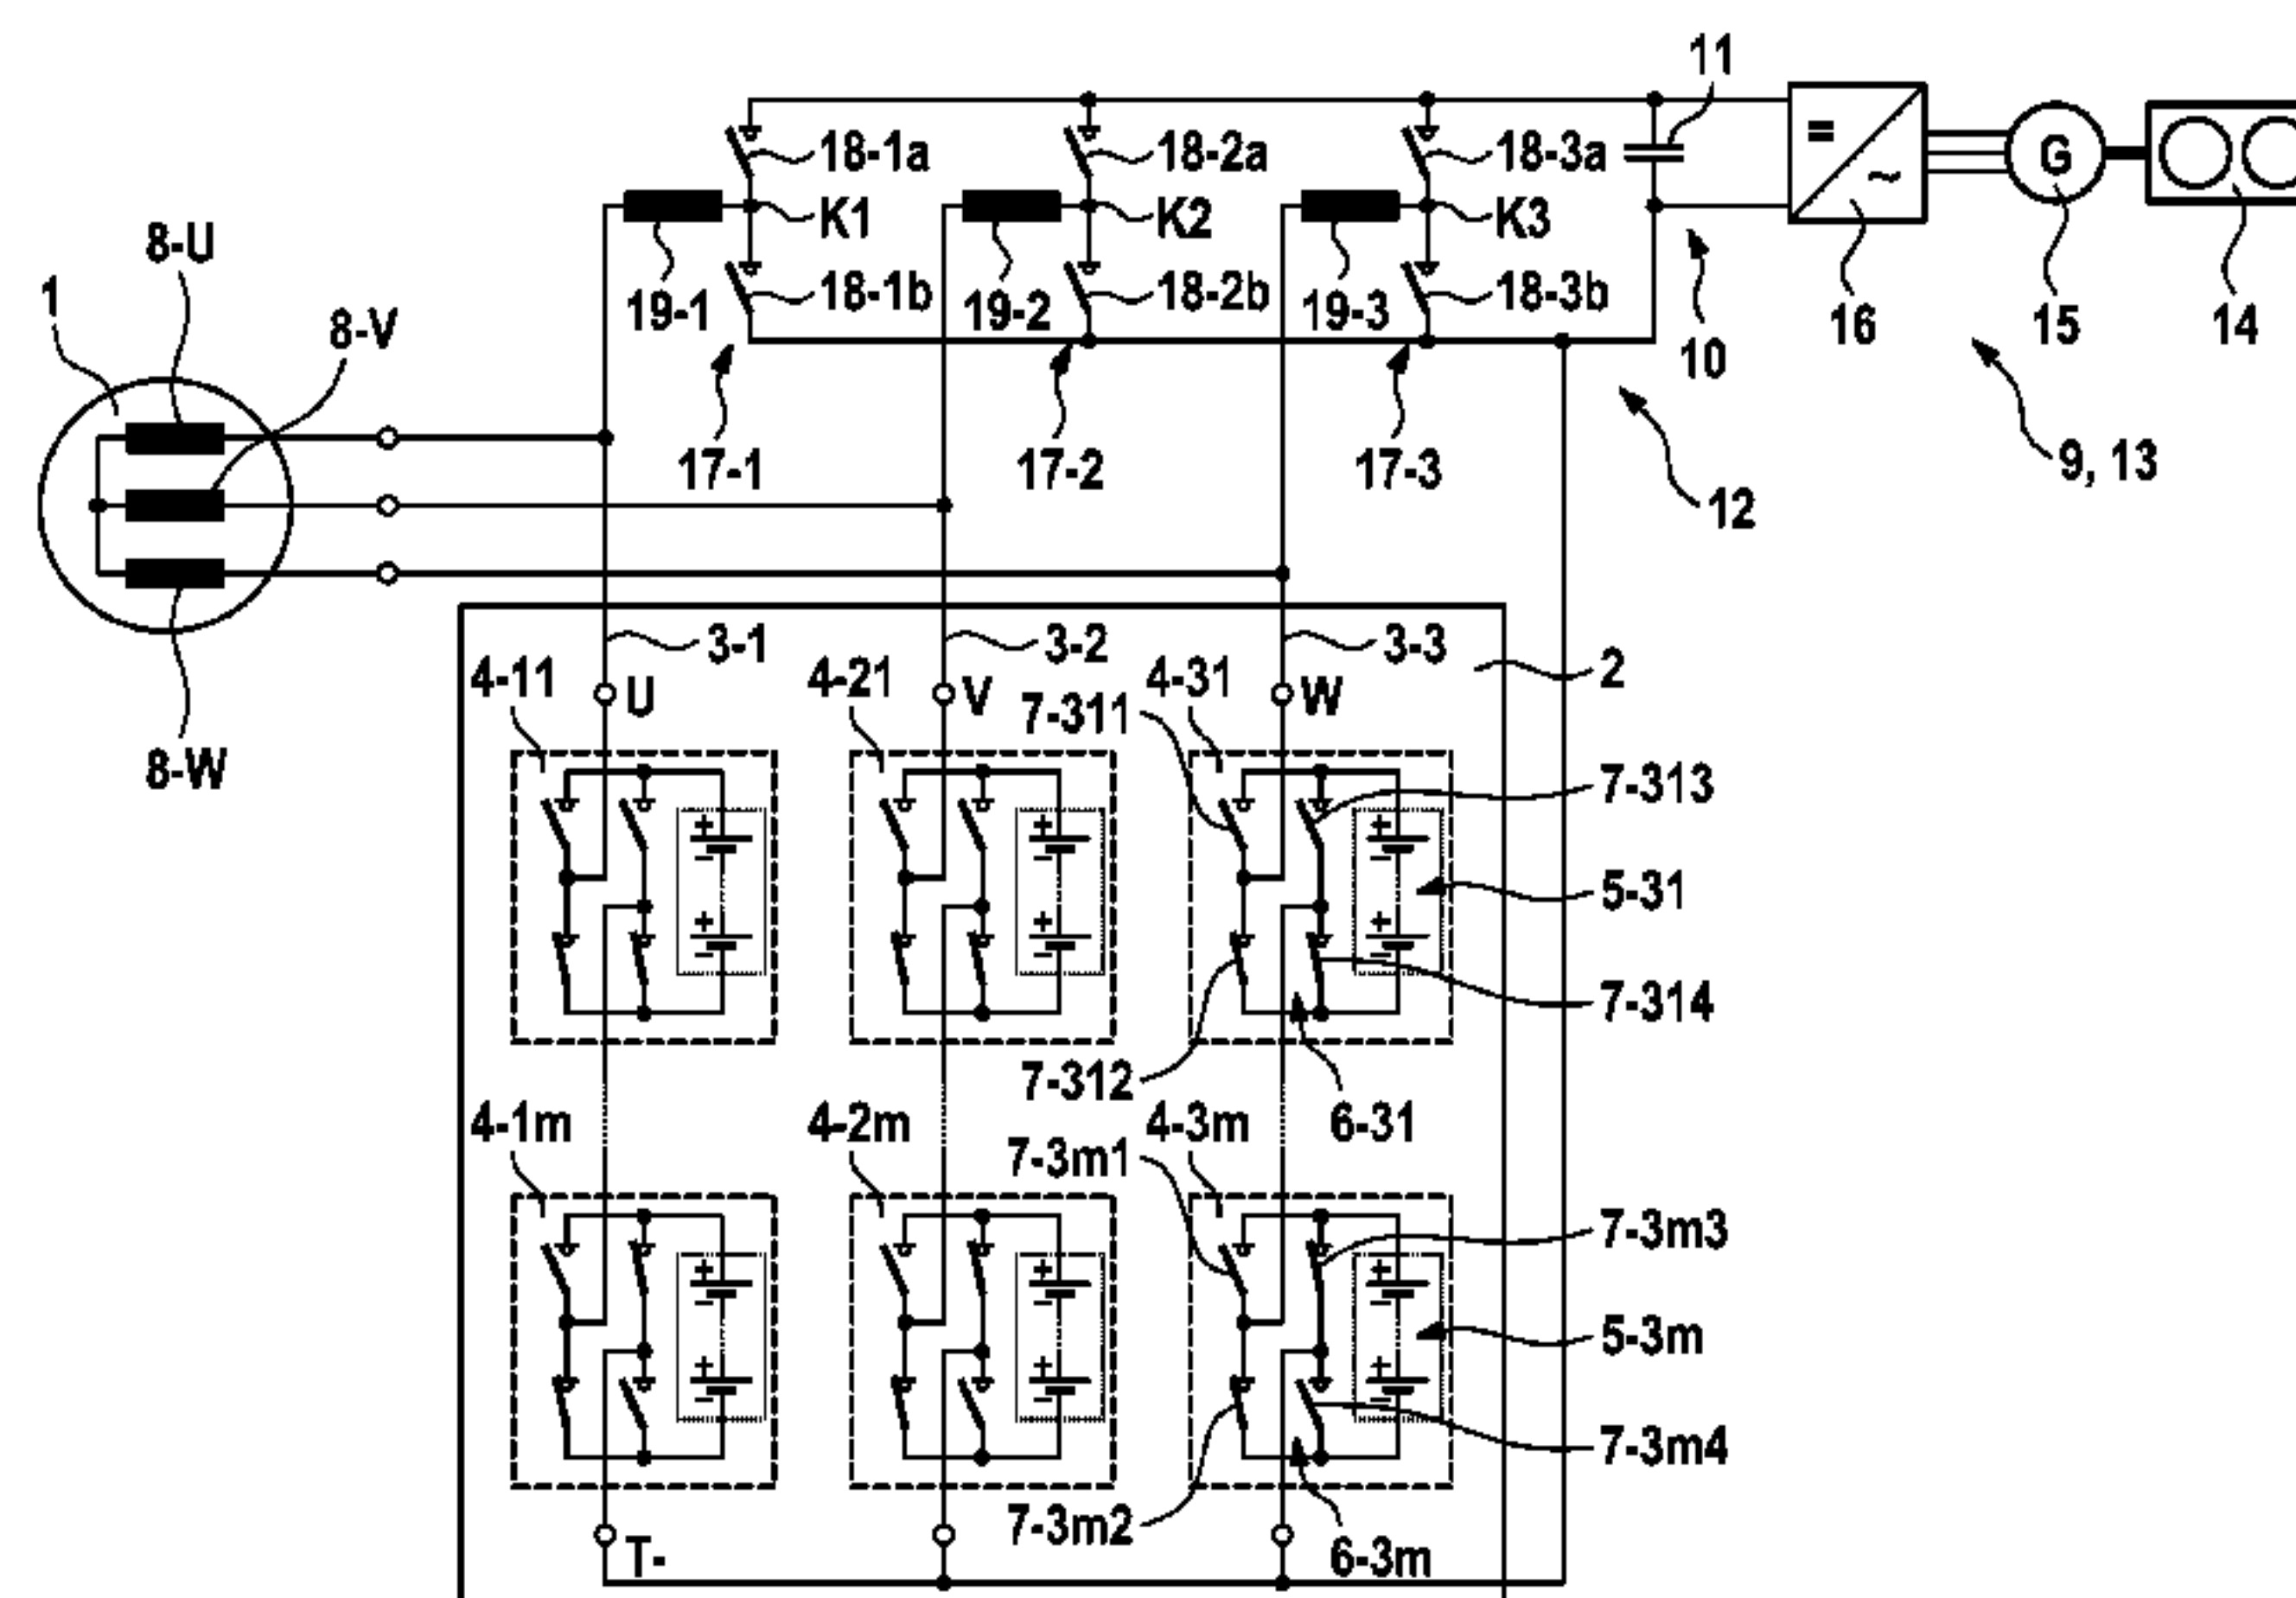 11
18-1a
18-2a
18-3a
=
~
G
K1
K2
K3
8-U
1
8-V
19-1
18-1b
19-2
18-2b
19-3
18-3b
10
16
15
14
17-1
17-2
17-3
12
9, 13
3-1
3-2
3-3
2
4-11
U
4-21
V
7-311
4-31
W
8-W
7-313
+
-
+
-
+
-
5-31
+
-
+
-
+
-
7-314
7-312
6-31
4-1m
4-2m
7-3m1
4-3m
7-3m3
+
-
+
-
+
-
5-3m
+
-
+
-
+
-
7-3m4
7-3m2
6-3m
T-